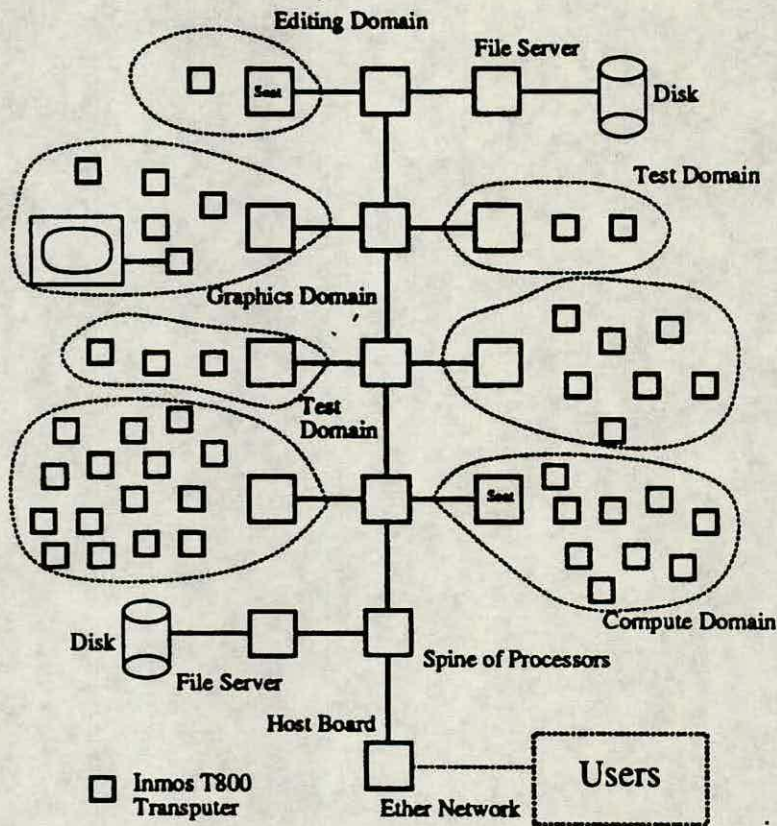 Editing Domain
File Server
Seat
Disk
Test Domain
Graphics Domain
Test
Domain
Seat
Compute Domain
Disk
File Server
Spine of Processors
Host Board
Users
Inmos T800
Transputer
Ether Network